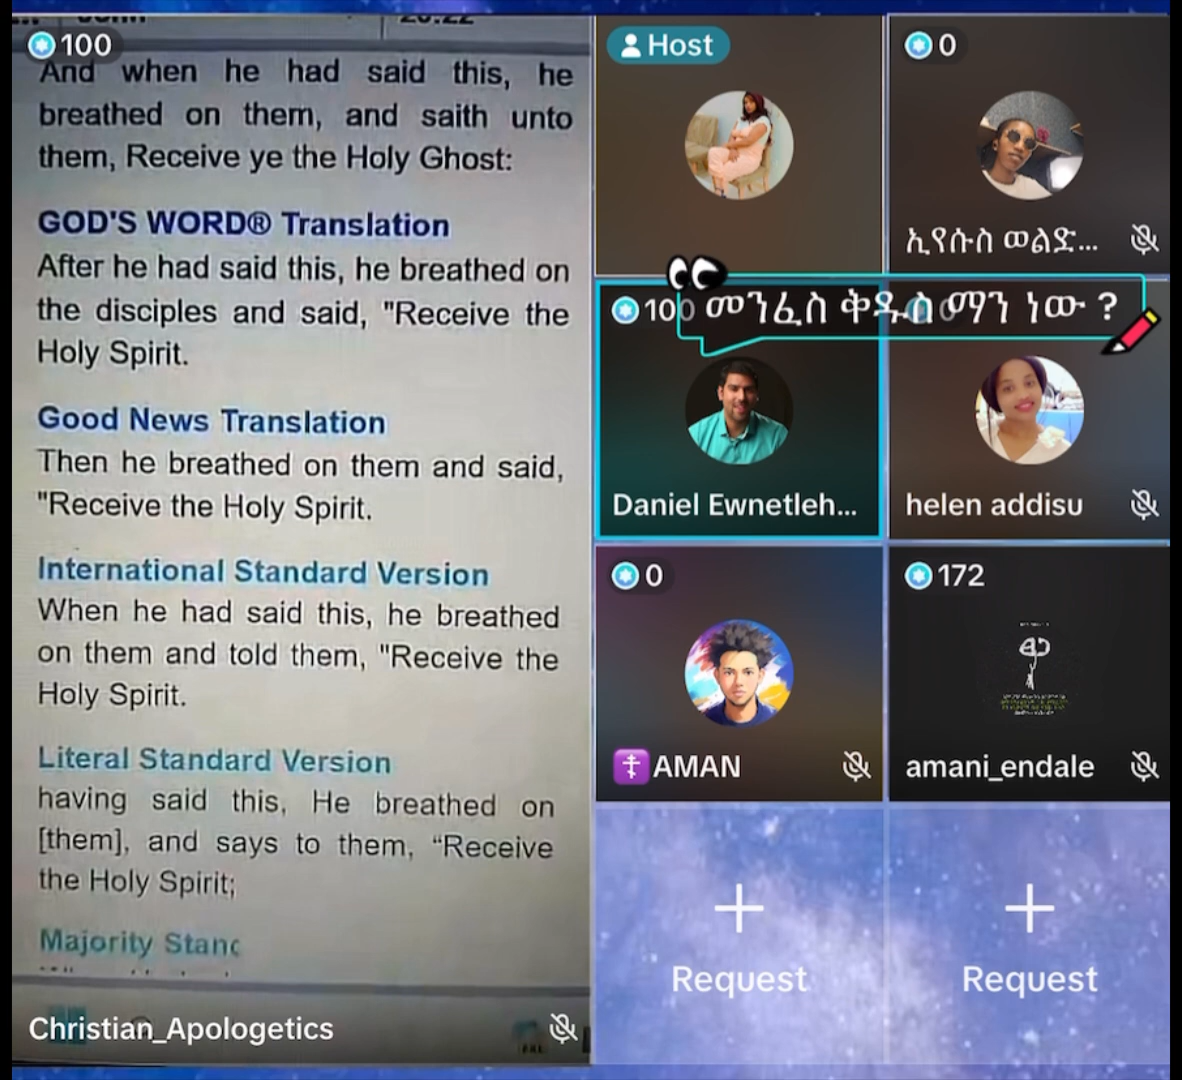 20:22
100
And when he had said this, he
breathed on them, and saith unto
them, Receive ye the Holy Ghost:
GOD'S WORD® Translation
After he had said this, he breathed on
the disciples and said, "Receive the
Holy Spirit.
Good News Translation
Then he breathed on them and said,
"Receive the Holy Spirit.
International Standard Version
When he had said this, he breathed
on them and told them, "Receive the
Holy Spirit.
Literal Standard Version
having said this, He breathed on
[them], and says to them, “Receive
the Holy Spirit;
Majority Stan
Christian_Apologetics
Host
0
ኢየሱስ ወልድ...
100
መንፈስ ቅዱስ ማን ነው ?
Daniel Ewnetleh...
helen addisu
0
AMAN
172
amani_endale
Request
Request